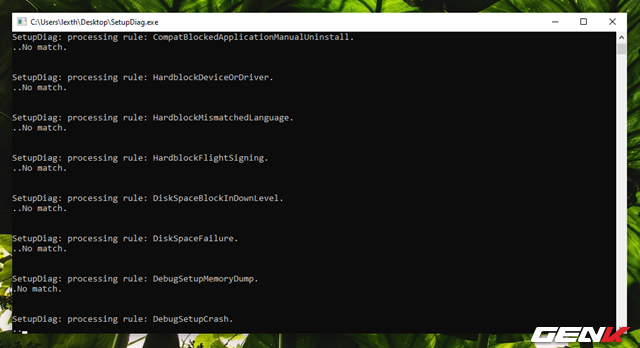 C:\Users\lexth\Desktop\SetupDiag.exe
SetupDiag: processing rule: CompatBlockedApplicationManualUninstall.
..No match.
SetupDiag: processing rule: HardblockDeviceOrDriver.
..No match.
SetupDiag: processing rule: HardblockMismatchedLanguage.
..No match.
SetupDiag: processing rule: HardblockFlightSigning.
..No match.
SetupDiag: processing rule: DiskSpaceBlockInDownLevel.
..No match.
SetupDiag: processing rule: DiskSpaceFailure.
..No match.
SetupDiag: processing rule: DebugSetupMemoryDump.
.No match.
SetupDiag: processing rule: DebugSetupCrash.
..
GENK